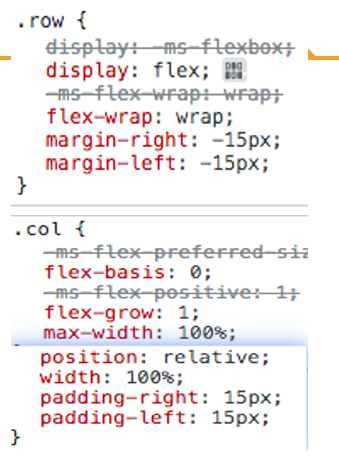 .row {
display: -ms-flexbox;
display: flex;
-ms-flex-wrap: wrap;
flex-wrap: wrap;
margin-right: -15px;
margin-left: -15px;
}
.col {
-ms-flex-preferred-siz
flex-basis: 0;
-ms-flex-positive: 1;
flex-grow: 1;
max-width: 100%;
position: relative;
width: 100%;
padding-right: 15px;
padding-left: 15px;
}